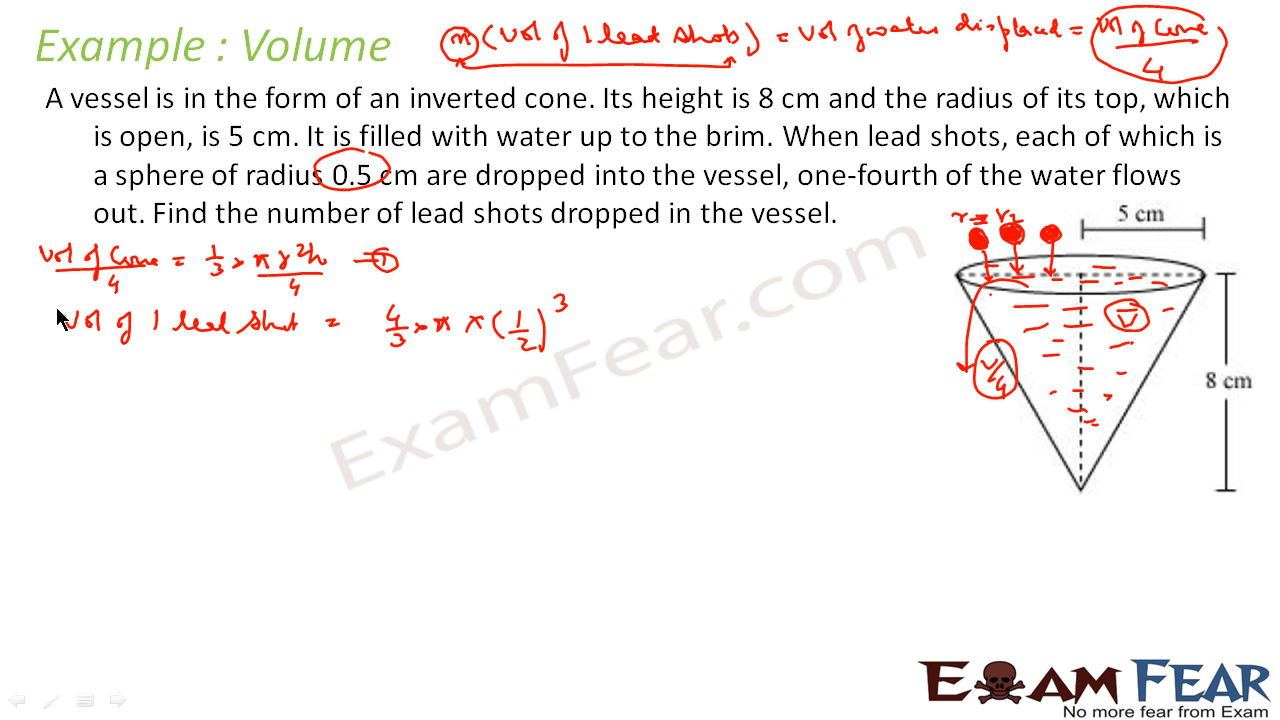 Example : Volume
n (Vol of 1 lead shots) = Vol of water displaced = Vol of Cone / 4
A vessel is in the form of an inverted cone. Its height is 8 cm and the radius of its top, which
is open, is 5 cm. It is filled with water up to the brim. When lead shots, each of which is
a sphere of radius 0.5 cm are dropped into the vessel, one-fourth of the water flows
out. Find the number of lead shots dropped in the vessel.
Vol of Cone / 4 = 1/3 × πr²h / 4 — ①
Vol of 1 lead shot = 4/3 × π × (1/2)³
5 cm
V
V/4
8 cm
ExamFear.com
EXAM FEAR
No more fear from Exam